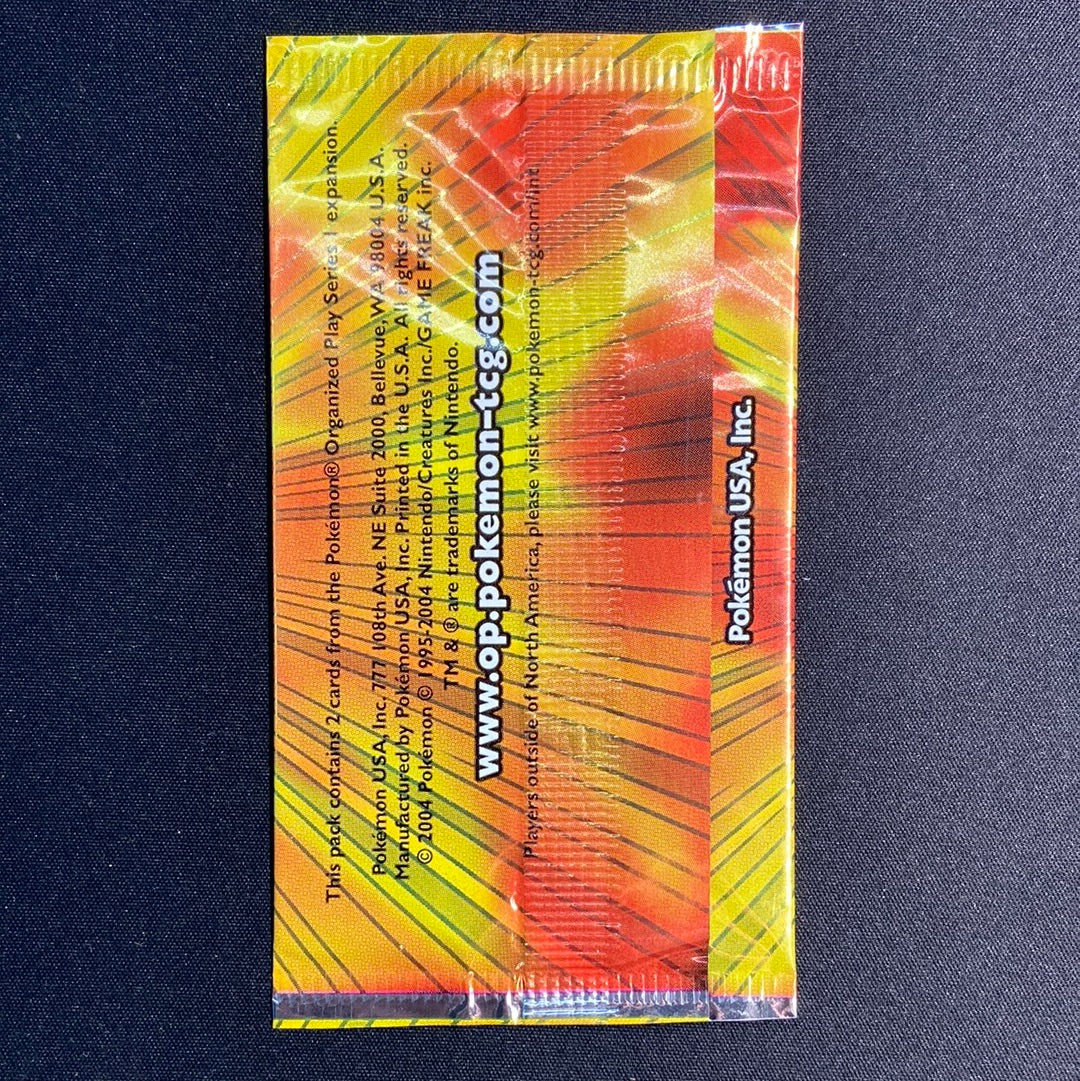 This pack contains 2 cards from the Pokémon® Organized Play Series 1 expansion.
Pokémon USA, Inc. 777 108th Ave. NE Suite 2000, Bellevue, WA 98004 U.S.A.
Manufactured by Pokémon USA, Inc. Printed in the U.S.A. All rights reserved.
© 2004 Pokémon © 1995-2004 Nintendo/Creatures Inc./GAME FREAK inc.
TM & ® are trademarks of Nintendo.
www.op.pokemon-tcg.com
Players outside of North America, please visit www.pokemon-tcg.com/int
Pokémon USA, Inc.